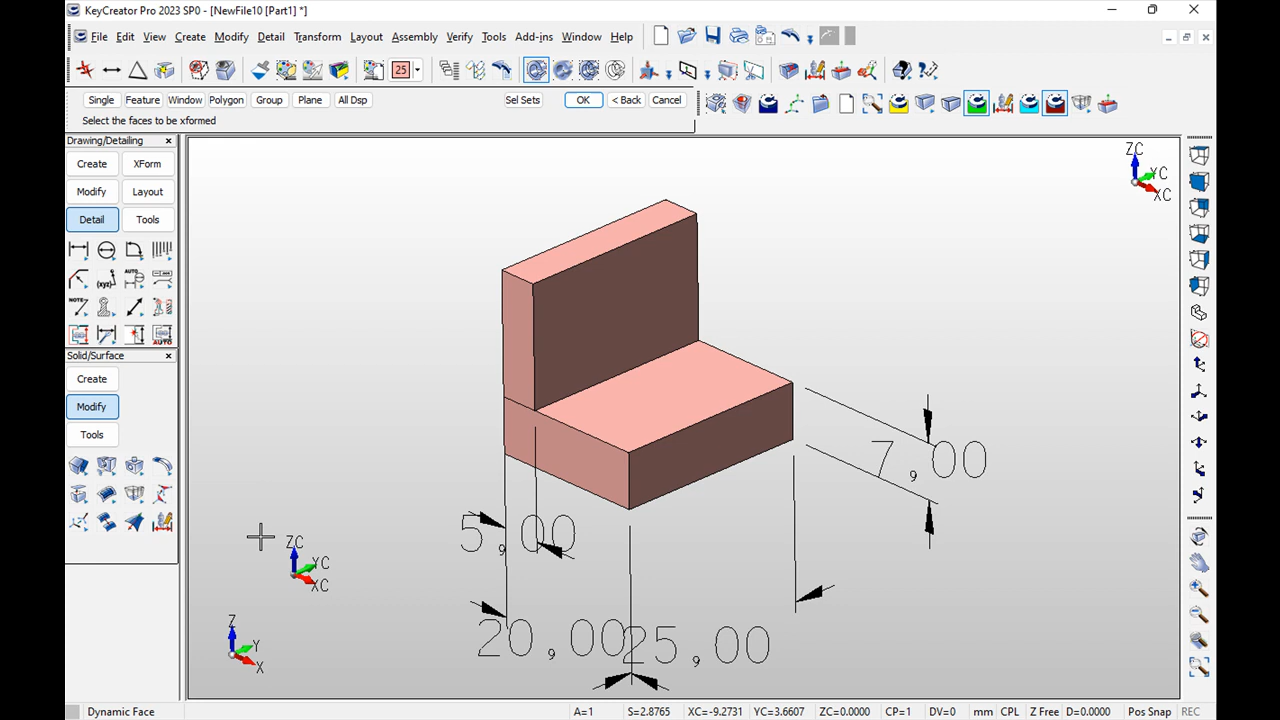 KeyCreator Pro 2023 SP0 - [NewFile10 [Part1] *]
File Edit View Create Modify Detail Transform Layout Assembly Verify Tools Add-ins Window Help
25
Single Feature Window Polygon Group Plane All Dsp Sel Sets OK < Back Cancel
Select the faces to be xformed
Drawing/Detailing
Create XForm
Modify Layout
Detail Tools
(xyz) AUTO
NOTE
AUTO
Solid/Surface
Create
Modify
Tools
ZC
YC
XC
7,00
5,00
ZC
YC
XC
20,00
25,00
Z
Y
X
Dynamic Face A=1 S=2.8765 XC=-9.2731 YC=3.6607 ZC=0.0000 CP=1 DV=0 mm CPL Z Free D=0.0000 Pos Snap REC